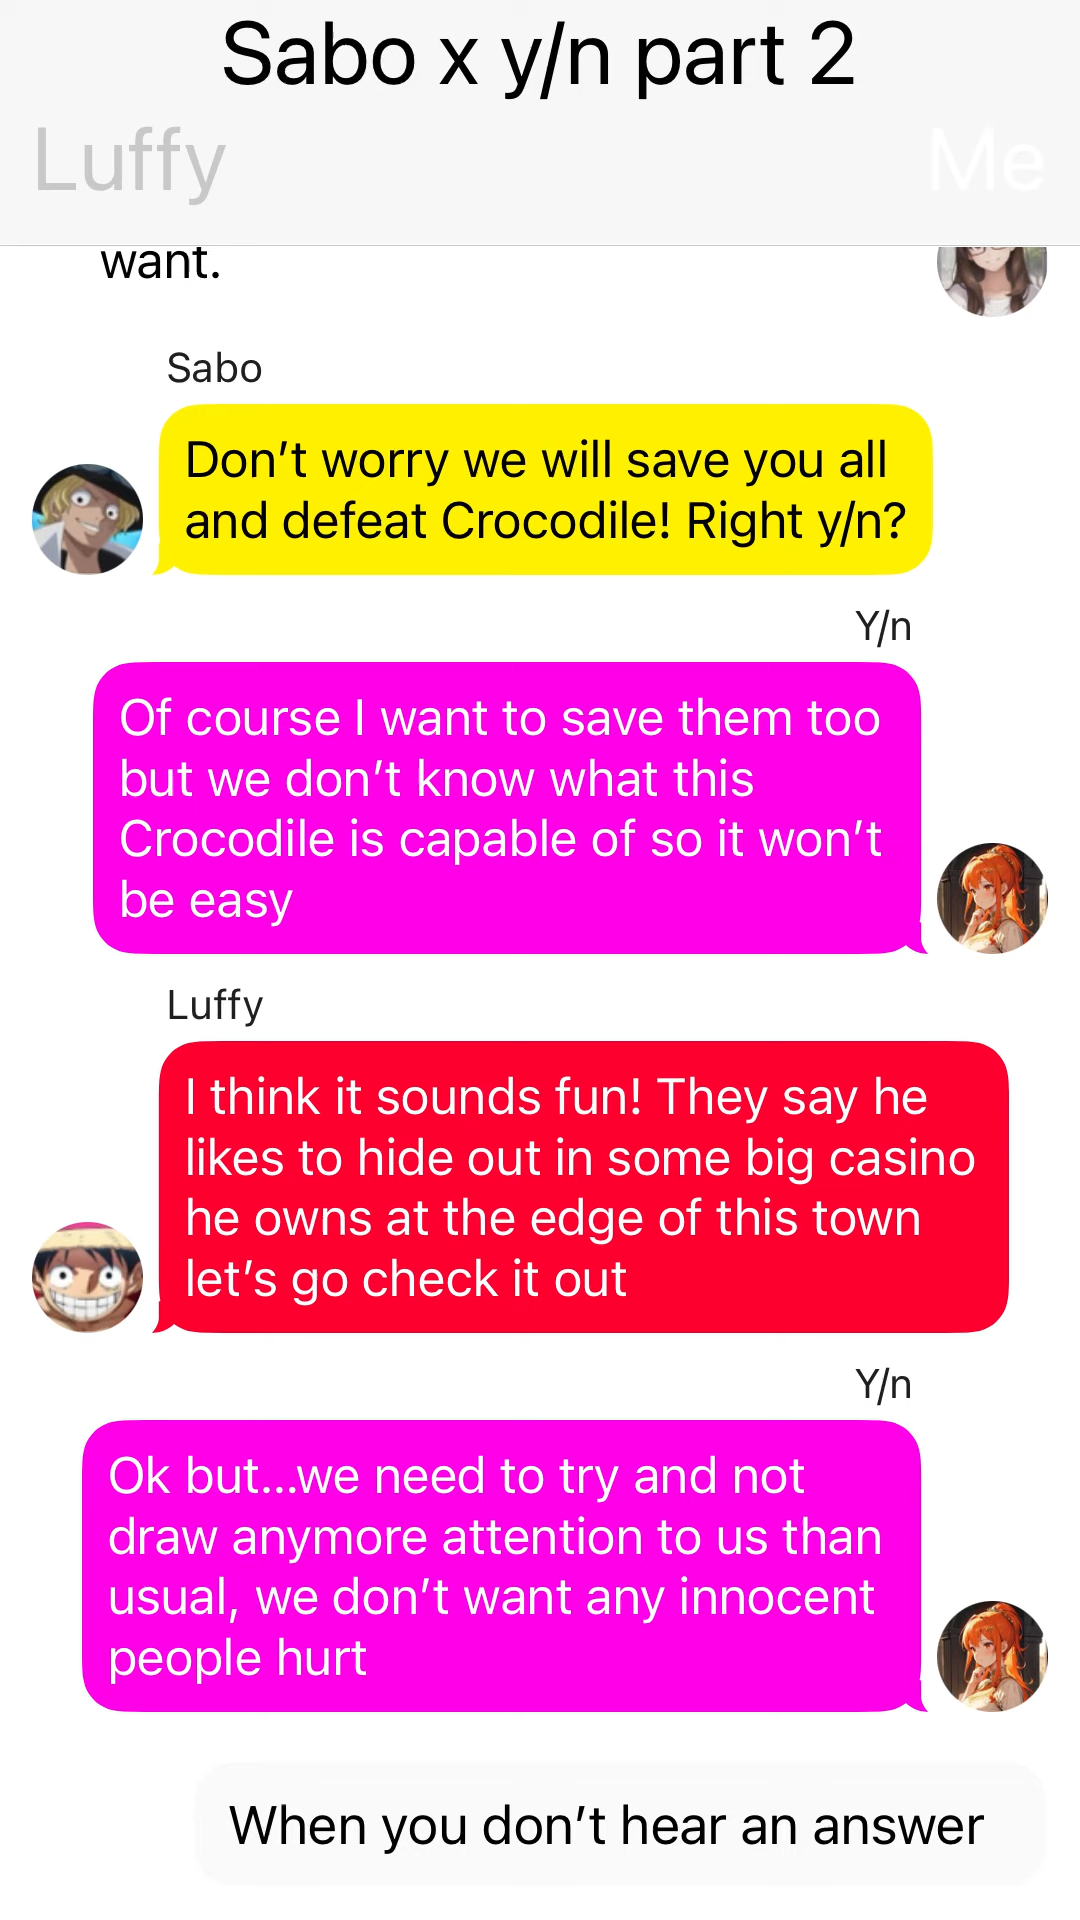 Sabo x y/n part 2
Luffy
Me
want.
Sabo
Don’t worry we will save you all
and defeat Crocodile! Right y/n?
Y/n
Of course I want to save them too
but we don’t know what this
Crocodile is capable of so it won’t
be easy
Luffy
I think it sounds fun! They say he
likes to hide out in some big casino
he owns at the edge of this town
let’s go check it out
Y/n
Ok but...we need to try and not
draw anymore attention to us than
usual, we don’t want any innocent
people hurt
When you don’t hear an answer